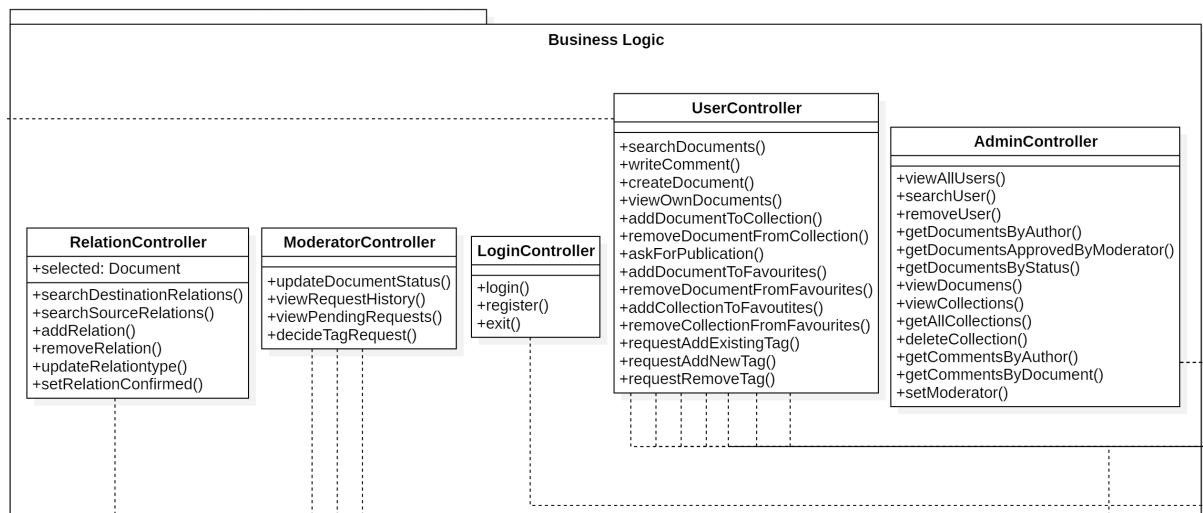 Business Logic
RelationController
+selected: Document
+searchDestinationRelations()
+searchSourceRelations()
+addRelation()
+removeRelation()
+updateRelationtype()
+setRelationConfirmed()
ModeratorController
+updateDocumentStatus()
+viewRequestHistory()
+viewPendingRequests()
+decideTagRequest()
LoginController
+login()
+register()
+exit()
UserController
+searchDocuments()
+writeComment()
+createDocument()
+viewOwnDocuments()
+addDocumentToCollection()
+removeDocumentFromCollection()
+askForPublication()
+addDocumentToFavourites()
+removeDocumentFromFavourites()
+addCollectionToFavoutites()
+removeCollectionFromFavourites()
+requestAddExistingTag()
+requestAddNewTag()
+requestRemoveTag()
AdminController
+viewAllUsers()
+searchUser()
+removeUser()
+getDocumentsByAuthor()
+getDocumentsApprovedByModerator()
+getDocumentsByStatus()
+viewDocumens()
+viewCollections()
+getAllCollections()
+deleteCollection()
+getCommentsByAuthor()
+getCommentsByDocument()
+setModerator()